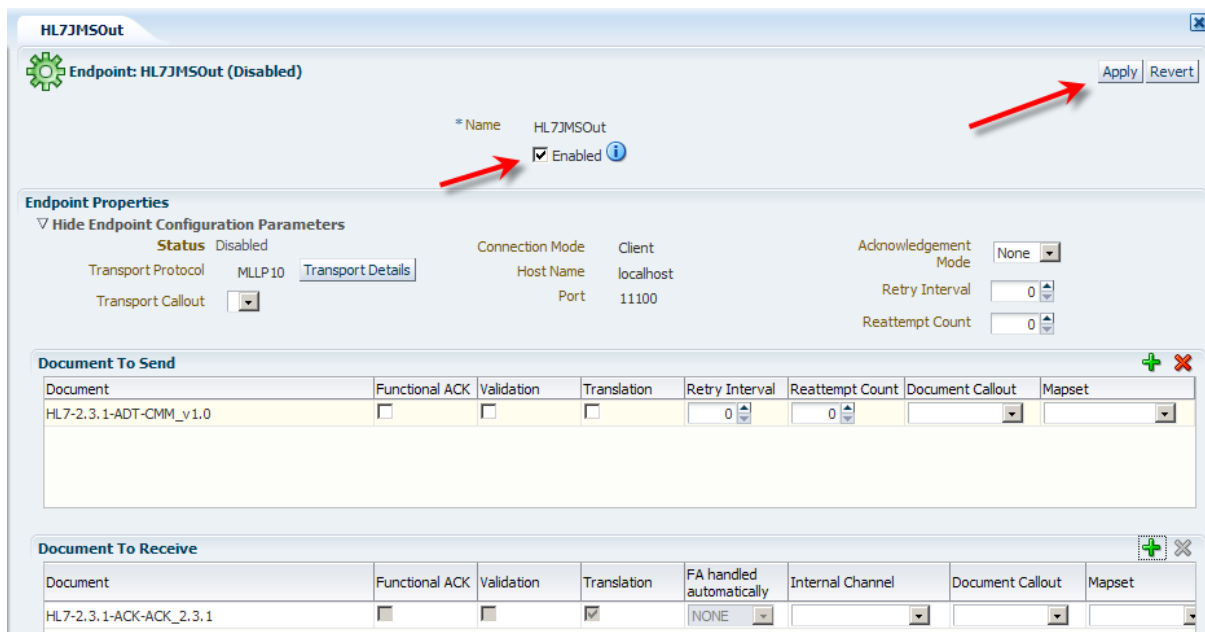 HL7JMSOut
Endpoint: HL7JMSOut (Disabled)
Apply Revert
* Name HL7JMSOut
Enabled
Endpoint Properties
Hide Endpoint Configuration Parameters
Status Disabled
Transport Protocol MLLP10 Transport Details
Transport Callout
Connection Mode Client
Host Name localhost
Port 11100
Acknowledgement Mode None
Retry Interval 0
Reattempt Count 0
Document To Send
Document Functional ACK Validation Translation Retry Interval Reattempt Count Document Callout Mapset
HL7-2.3.1-ADT-CMM_v1.0 0 0
Document To Receive
Document Functional ACK Validation Translation FA handled automatically Internal Channel Document Callout Mapset
HL7-2.3.1-ACK-ACK_2.3.1 NONE